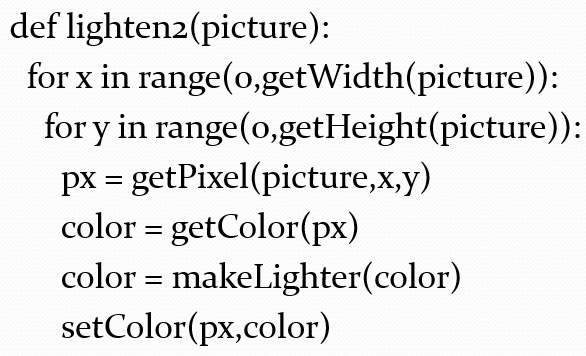 def lighten2(picture):
for x in range(0,getWidth(picture)):
for y in range(0,getHeight(picture)):
px = getPixel(picture,x,y)
color = getColor(px)
color = makeLighter(color)
setColor(px,color)